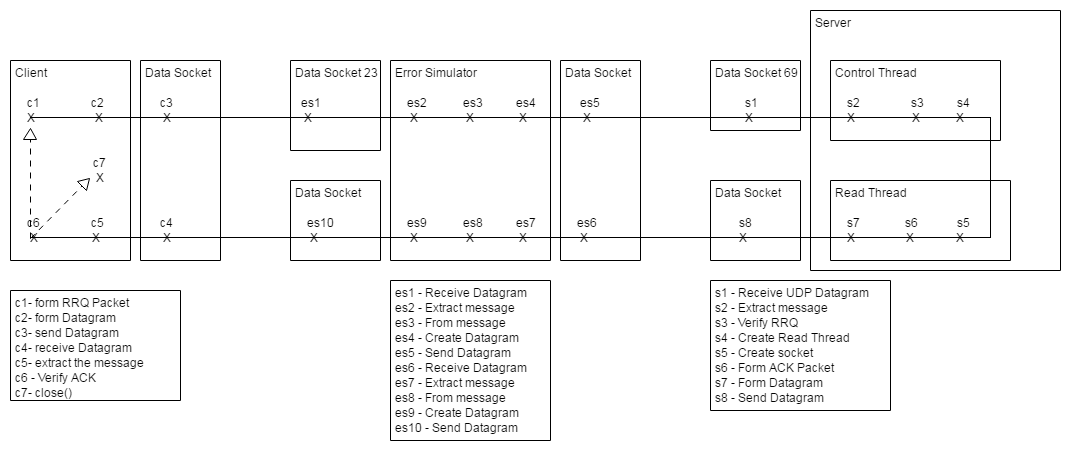 Server
Client
Data Socket
Data Socket 23
Error Simulator
Data Socket
Data Socket 69
Control Thread
c1
c2
c3
es1
es2
es3
es4
es5
s1
s2
s3
s4
X
X
X
X
X
X
X
X
X
X
X
X
c7
X
Data Socket
Data Socket
Read Thread
c6
c5
c4
es10
es9
es8
es7
es6
s8
s7
s6
s5
X
X
X
X
X
X
X
X
X
X
X
X
c1- form RRQ Packet
c2- form Datagram
c3- send Datagram
c4- receive Datagram
c5- extract the message
c6 - Verify ACK
c7- close()
es1 - Receive Datagram
es2 - Extract message
es3 - From message
es4 - Create Datagram
es5 - Send Datagram
es6 - Receive Datagram
es7 - Extract message
es8 - From message
es9 - Create Datagram
es10 - Send Datagram
s1 - Receive UDP Datagram
s2 - Extract message
s3 - Verify RRQ
s4 - Create Read Thread
s5 - Create socket
s6 - Form ACK Packet
s7 - Form Datagram
s8 - Send Datagram